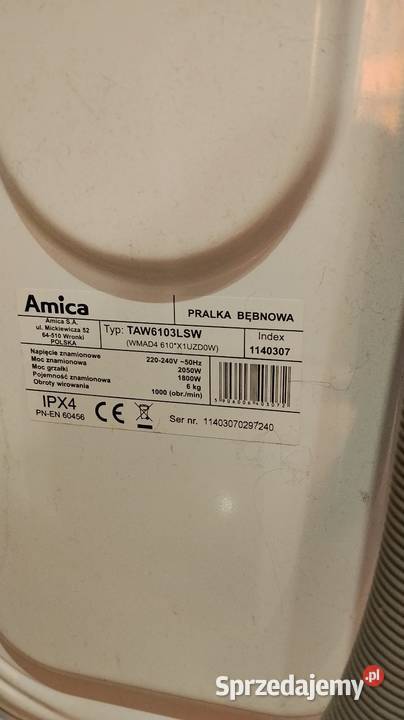 Amica
Amica S.A.
ul. Mickiewicza 52
64-510 Wronki
POLSKA
PRALKA BĘBNOWA
Typ: TAW6103LSW
(WMAD4 610*X1UZD0W)
Index
1140307
Napięcie znamionowe 220-240V ~50Hz
Moc znamionowa 2050W
Moc grzałki 1800W
Pojemność znamionowa 6 kg
Obroty wirowania 1000 (obr./min)
IPX4
PN-EN 60456
CE
Ser nr. 11403070297240
Sprzedajemy.pl